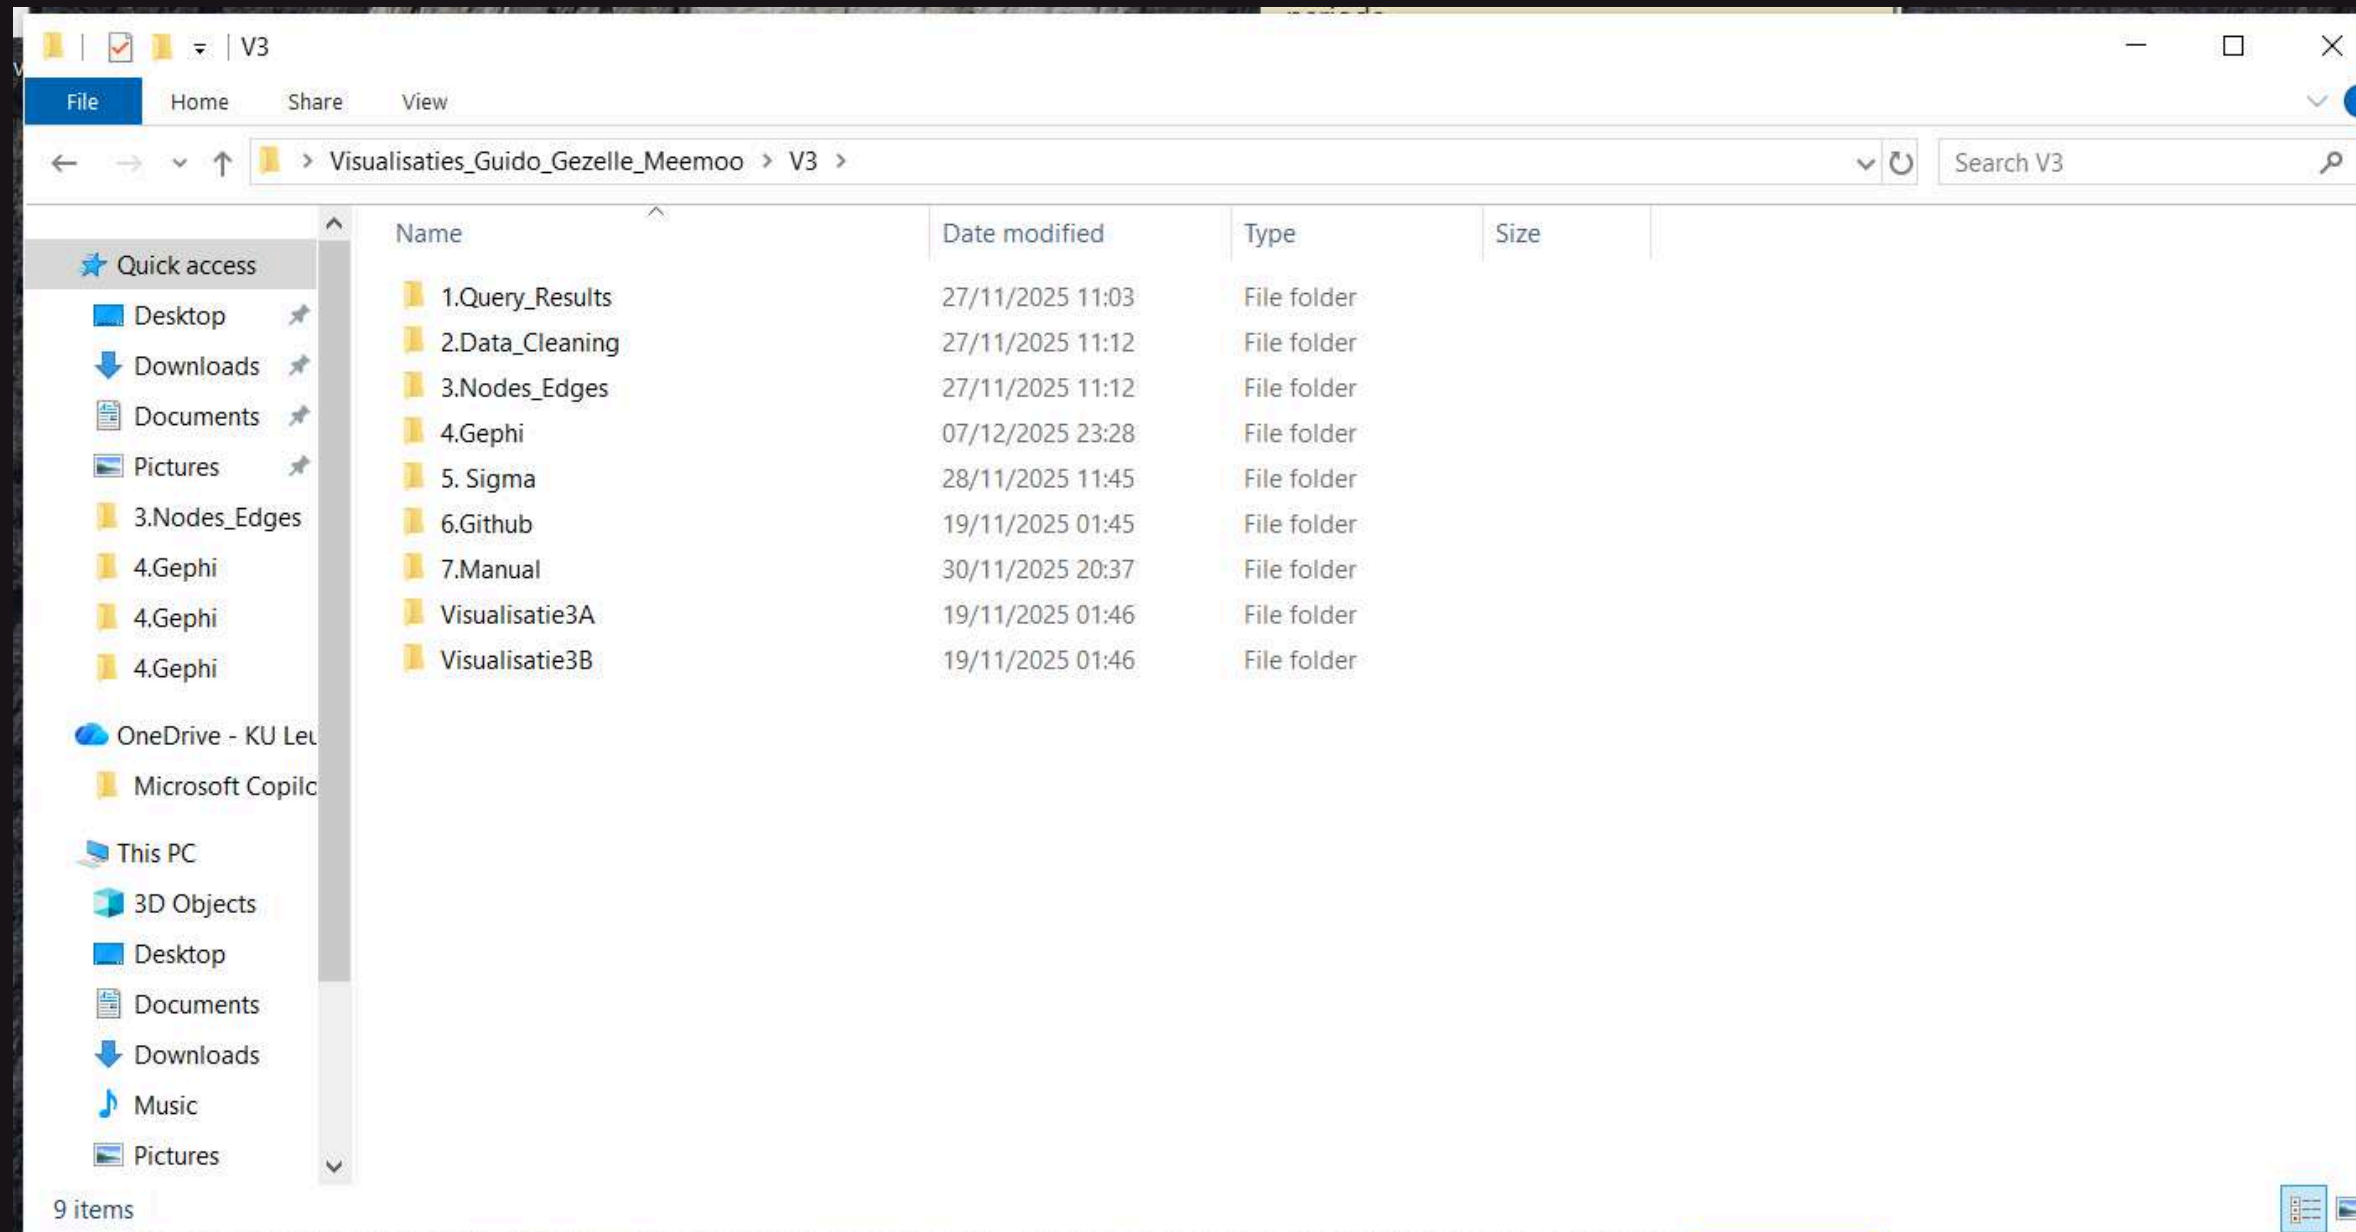 V3
File Home Share View
Visualisaties_Guido_Gezelle_Meemoo > V3 >
Search V3
Name Date modified Type Size
Quick access
Desktop
Downloads
Documents
Pictures
3.Nodes_Edges
4.Gephi
4.Gephi
4.Gephi
OneDrive - KU Leu
Microsoft Copilo
This PC
3D Objects
Desktop
Documents
Downloads
Music
Pictures
1.Query_Results 27/11/2025 11:03 File folder
2.Data_Cleaning 27/11/2025 11:12 File folder
3.Nodes_Edges 27/11/2025 11:12 File folder
4.Gephi 07/12/2025 23:28 File folder
5. Sigma 28/11/2025 11:45 File folder
6.Github 19/11/2025 01:45 File folder
7.Manual 30/11/2025 20:37 File folder
Visualisatie3A 19/11/2025 01:46 File folder
Visualisatie3B 19/11/2025 01:46 File folder
9 items